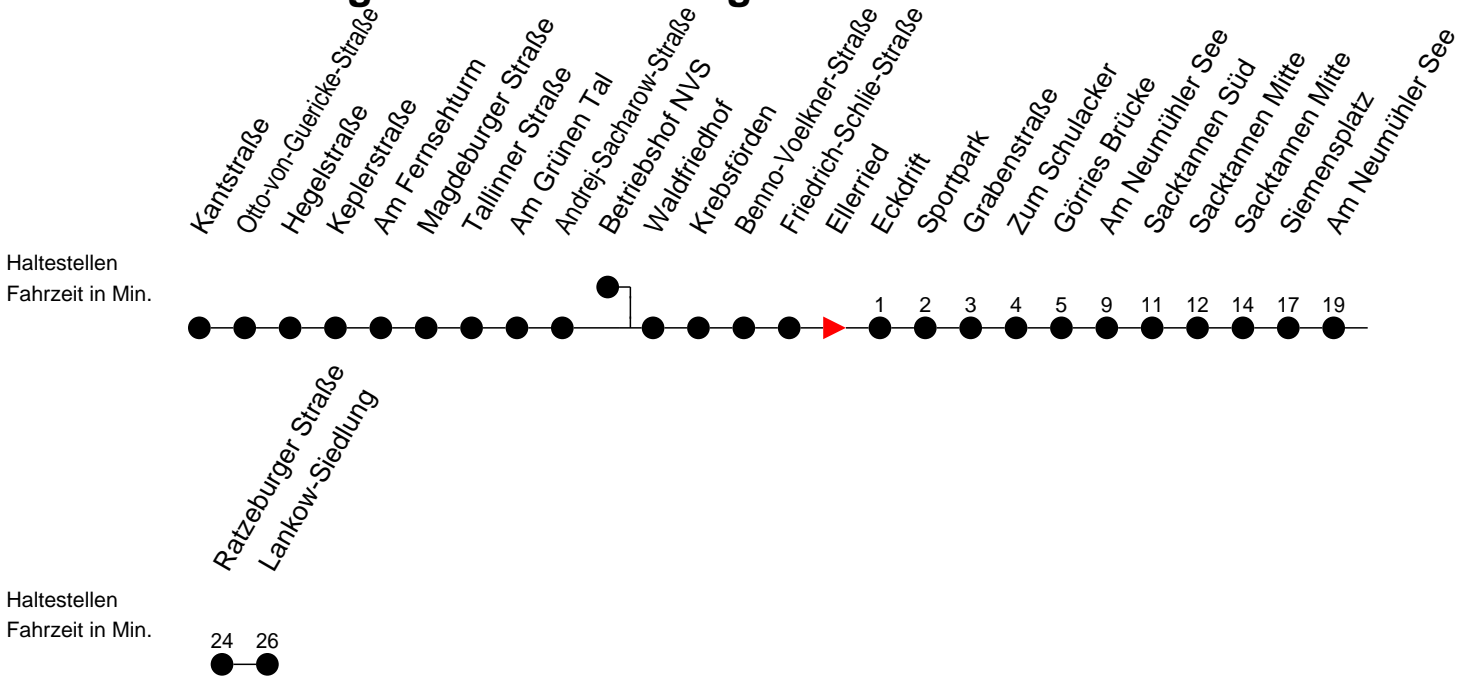 Kantstraße
Otto-von-Guericke-Straße
Hegelstraße
Keplerstraße
Am Fernsehturm
Magdeburger Straße
Tallinner Straße
Am Grünen Tal
Andrej-Sacharow-Straße
Betriebshof NVS
Waldfriedhof
Krebsförden
Benno-Voelkner-Straße
Friedrich-Schlie-Straße
Ellerried
Eckdrift
Sportpark
Grabenstraße
Zum Schulacker
Görries Brücke
Am Neumühler See
Sacktannen Süd
Sacktannen Mitte
Sacktannen Mitte
Siemensplatz
Am Neumühler See
Haltestellen
Fahrzeit in Min.
1 2 3 4 5 9 11 12 14 17 19
Ratzeburger Straße
Lankow-Siedlung
Haltestellen
Fahrzeit in Min.
24 26